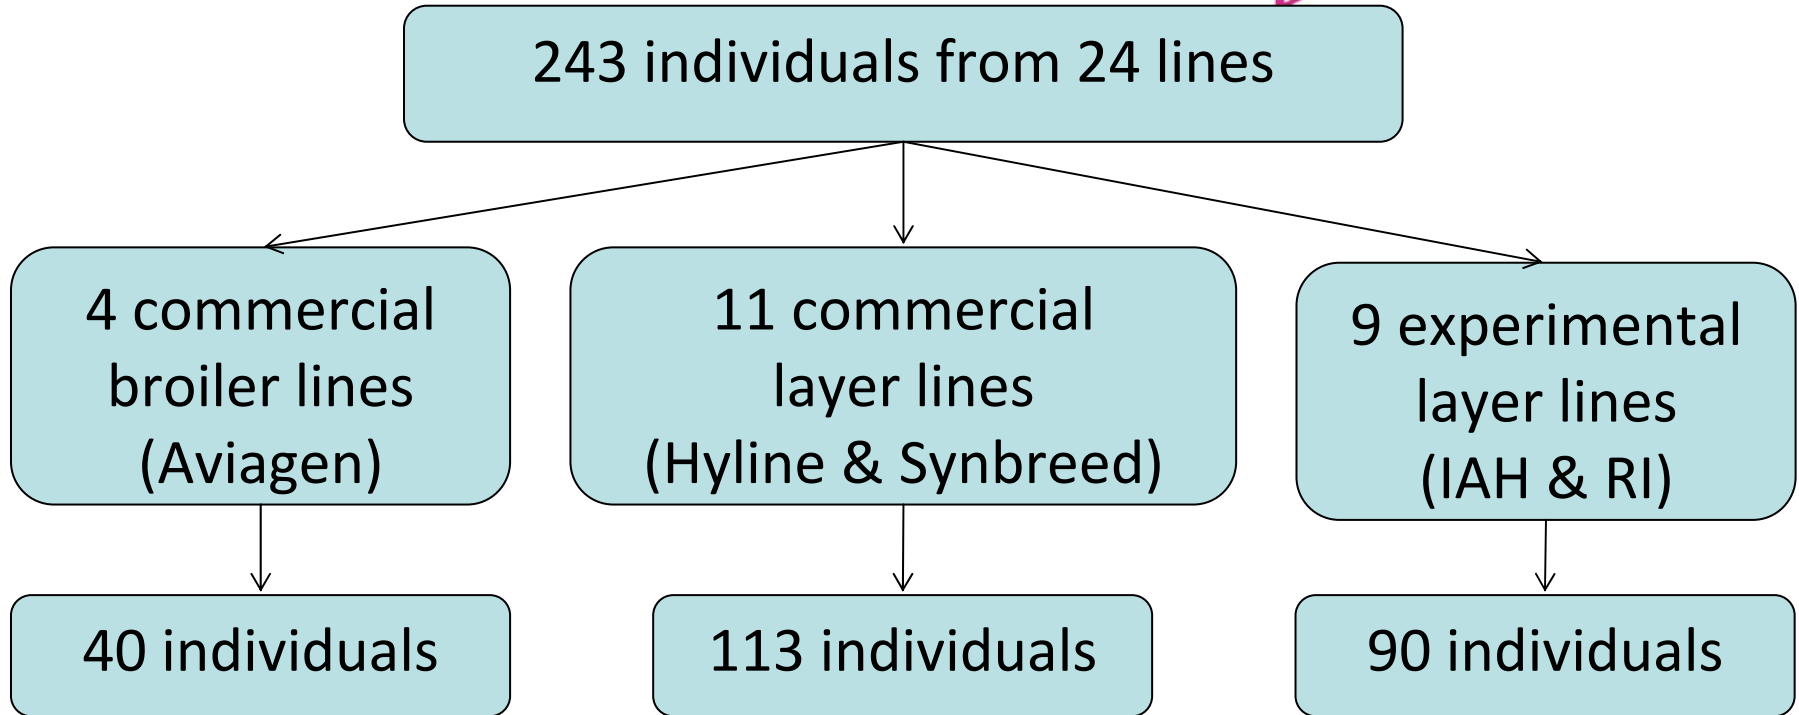 243 individuals from 24 lines
4 commercial
broiler lines
(Aviagen)
11 commercial
layer lines
(Hyline & Synbreed)
9 experimental
layer lines
(IAH & RI)
40 individuals
113 individuals
90 individuals